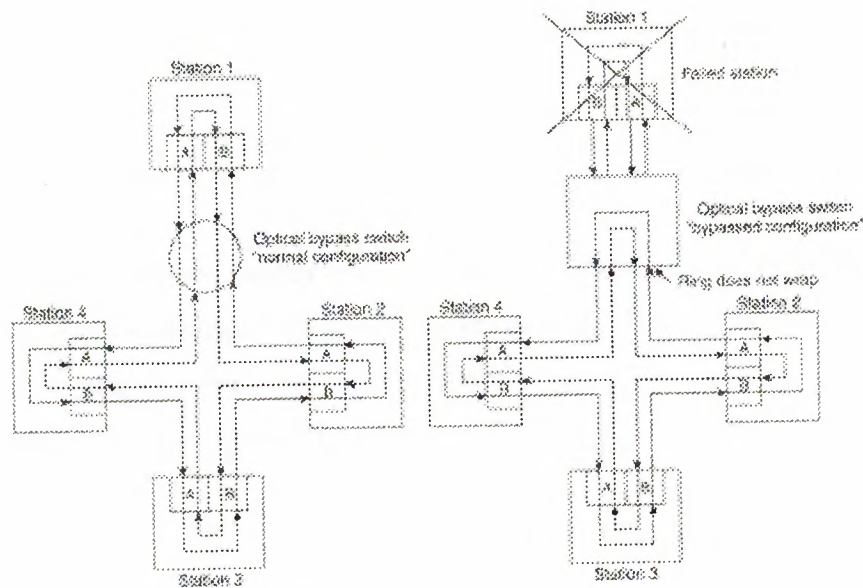 Station 1
A
B
Optical bypass switch
"normal configuration"
Station 4
A
B
Station 2
A
B
A
B
Station 3
Station 1
Failed station
B
A
Optical bypass switch
"bypassed configuration"
Ring does not wrap
Station 4
A
B
Station 2
A
B
A
B
Station 3